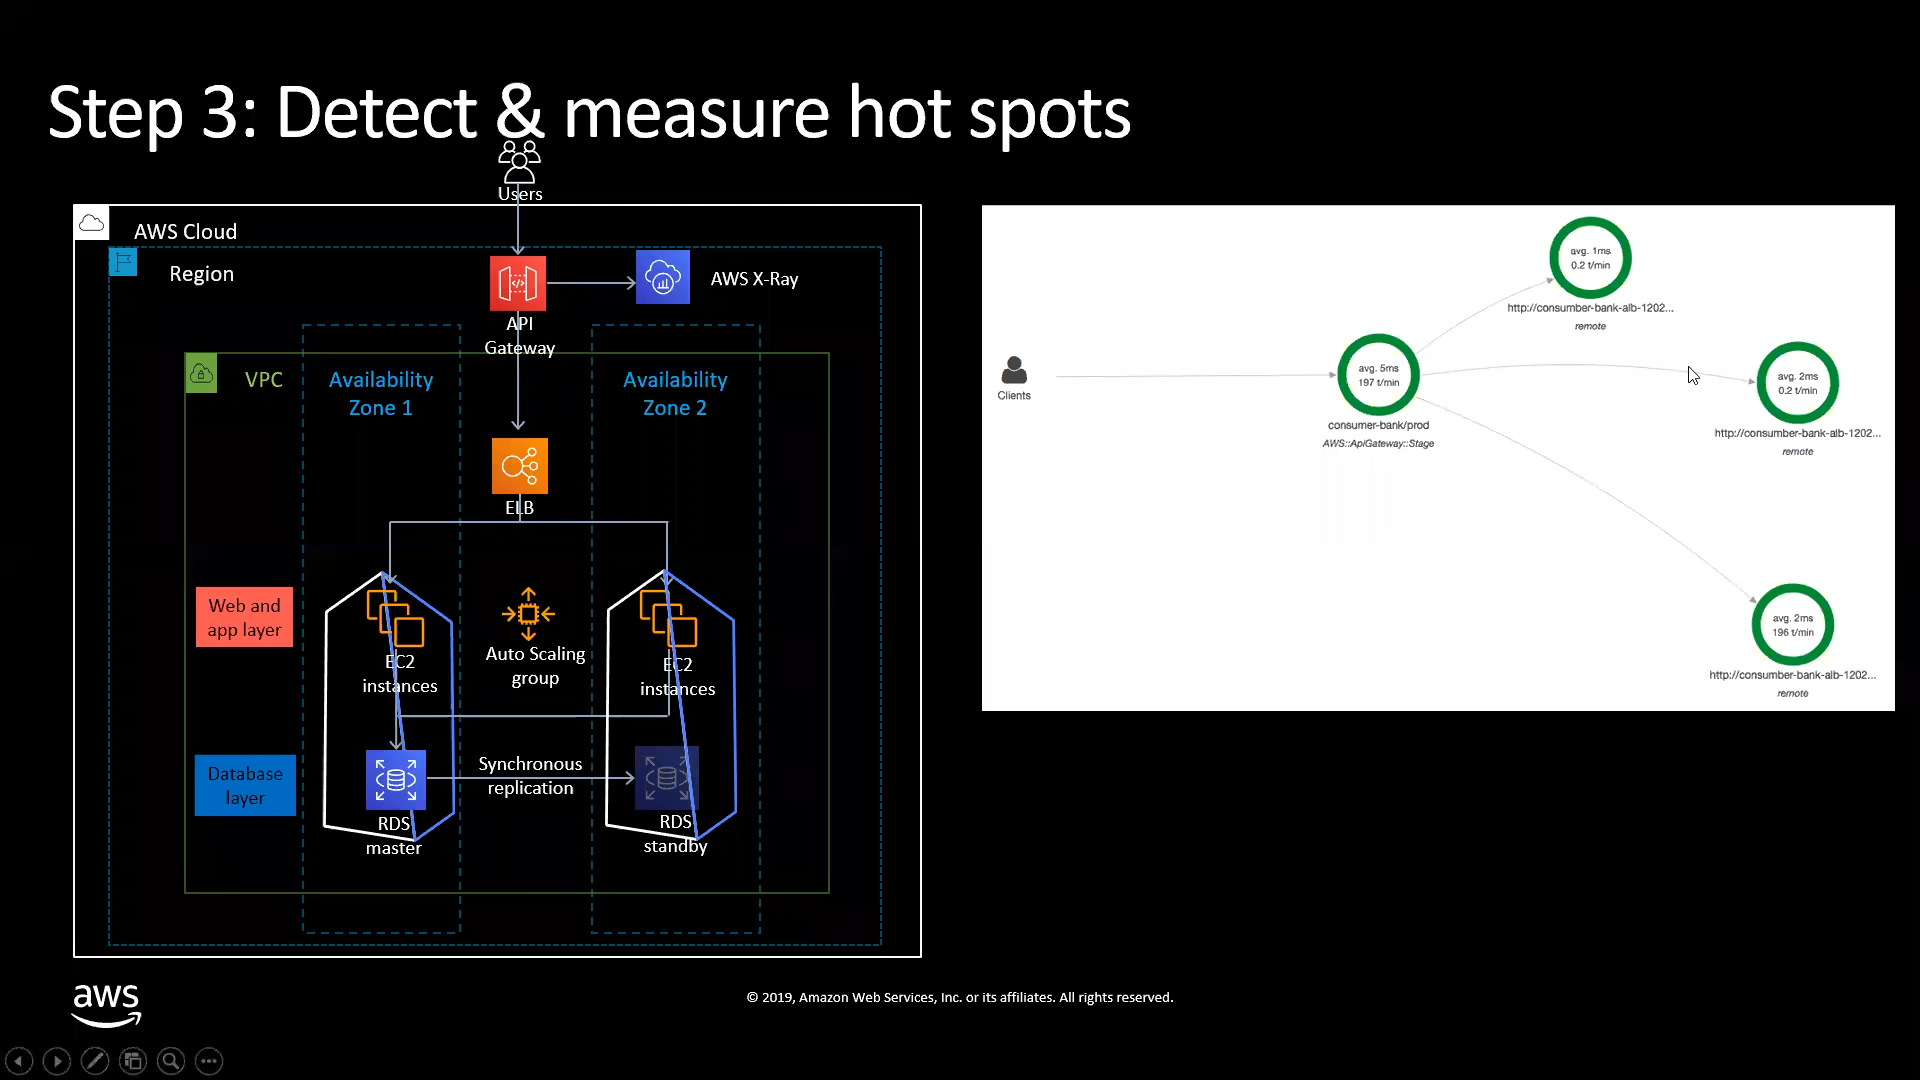 Step 3: Detect & measure hot spots
Users
AWS Cloud
Region
API
Gateway
AWS X-Ray
VPC
Availability
Zone 1
Availability
Zone 2
ELB
Web and
app layer
EC2
instances
Auto Scaling
group
EC2
instances
Database
layer
Synchronous
replication
RDS
master
RDS
standby
avg. 1ms
0.2 t/min
http://consumber-bank-alb-1202...
remote
Clients
avg. 5ms
197 t/min
consumer-bank/prod
AWS::ApiGateway::Stage
avg. 2ms
0.2 t/min
http://consumber-bank-alb-1202...
remote
avg. 2ms
196 t/min
http://consumber-bank-alb-1202...
remote
aws
© 2019, Amazon Web Services, Inc. or its affiliates. All rights reserved.